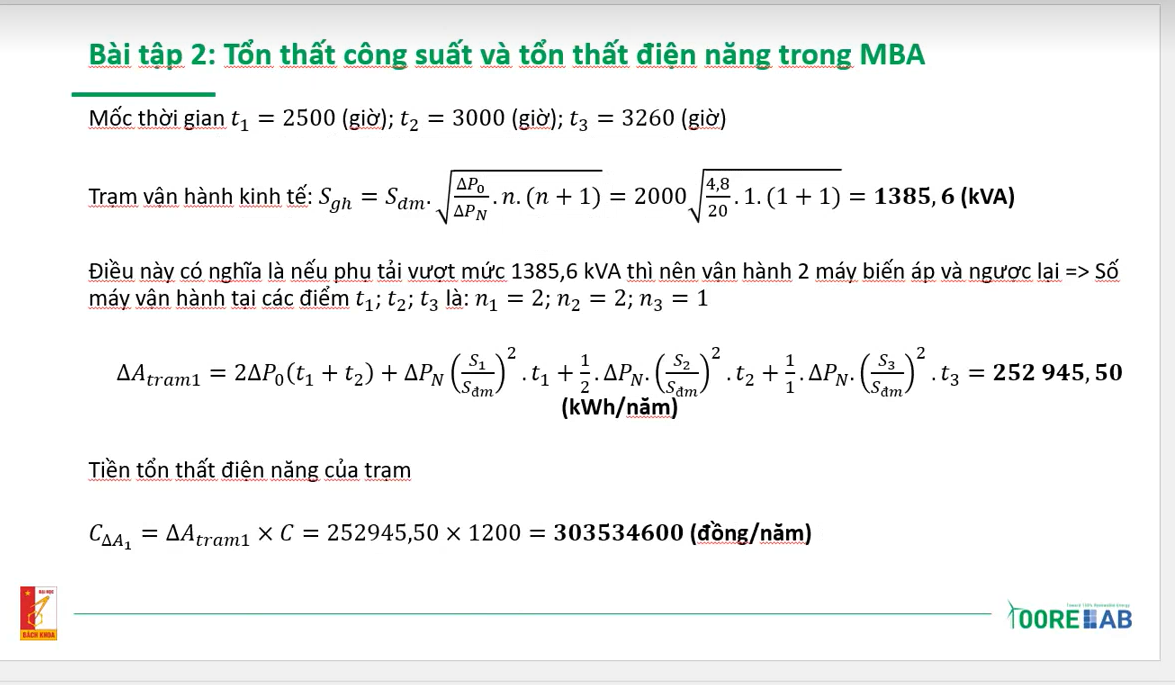 Bài tập 2: Tổn thất công suất và tổn thất điện năng trong MBA
Mốc thời gian t₁ = 2500 (giờ); t₂ = 3000 (giờ); t₃ = 3260 (giờ)
Trạm vận hành kinh tế: S_gh = S_dm. √(ΔP₀/ΔP_N . n. (n + 1)) = 2000 √(4,8/20 . 1. (1 + 1)) = 1385, 6 (kVA)
Điều này có nghĩa là nếu phụ tải vượt mức 1385,6 kVA thì nên vận hành 2 máy biến áp và ngược lại => Số
máy vận hành tại các điểm t₁; t₂; t₃ là: n₁ = 2; n₂ = 2; n₃ = 1
ΔA_tram1 = 2ΔP₀(t₁ + t₂) + ΔP_N (S₁/S_đm)² . t₁ + 1/2 . ΔP_N. (S₂/S_đm)² . t₂ + 1/1 . ΔP_N. (S₃/S_đm)² . t₃ = 252 945, 50
(kWh/năm)
Tiền tổn thất điện năng của trạm
C_ΔA₁ = ΔA_tram1 × C = 252945,50 × 1200 = 303534600 (đồng/năm)
ĐẠI HỌC
BÁCH KHOA
Toward 100% Renewable Energy
TOORE LAB